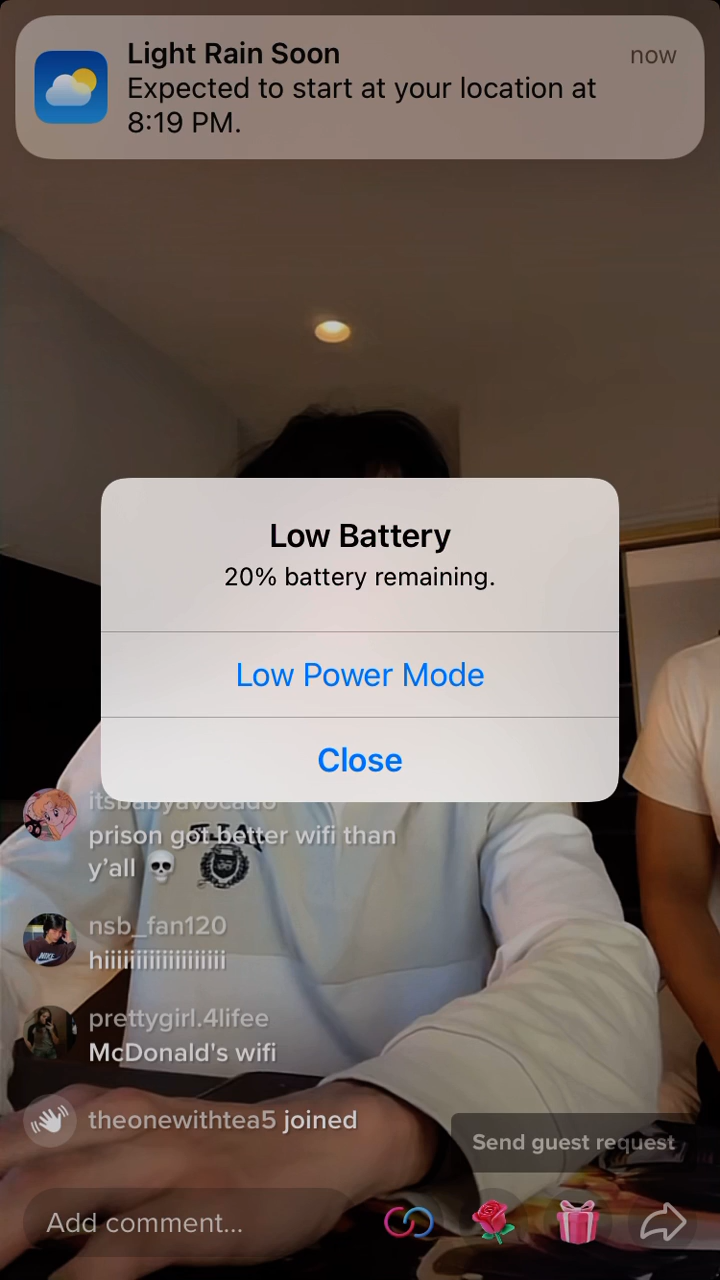 Light Rain Soon
now
Expected to start at your location at
8:19 PM.
Low Battery
20% battery remaining.
Low Power Mode
Close
itsbabyavocado
prison got better wifi than
y'all 💀
nsb_fan120
hiiiiiiiiiiiiiiiiiii
prettygirl.4lifee
McDonald's wifi
theonewithtea5 joined
Send guest request
Add comment...